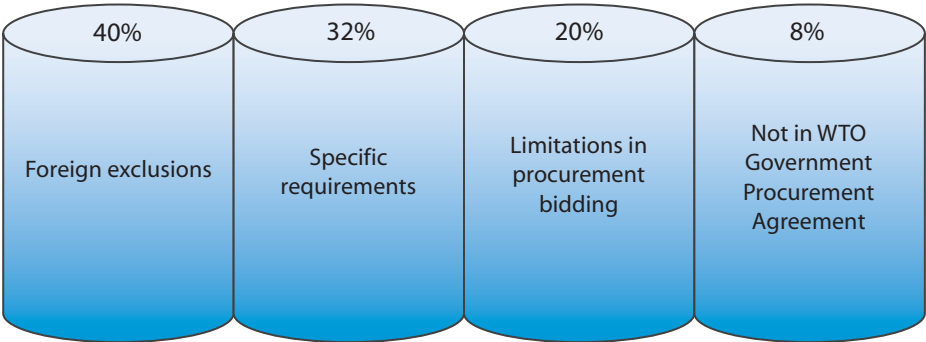 40%
Foreign exclusions
32%
Specific
requirements
20%
Limitations in
procurement
bidding
8%
Not in WTO
Government
Procurement
Agreement